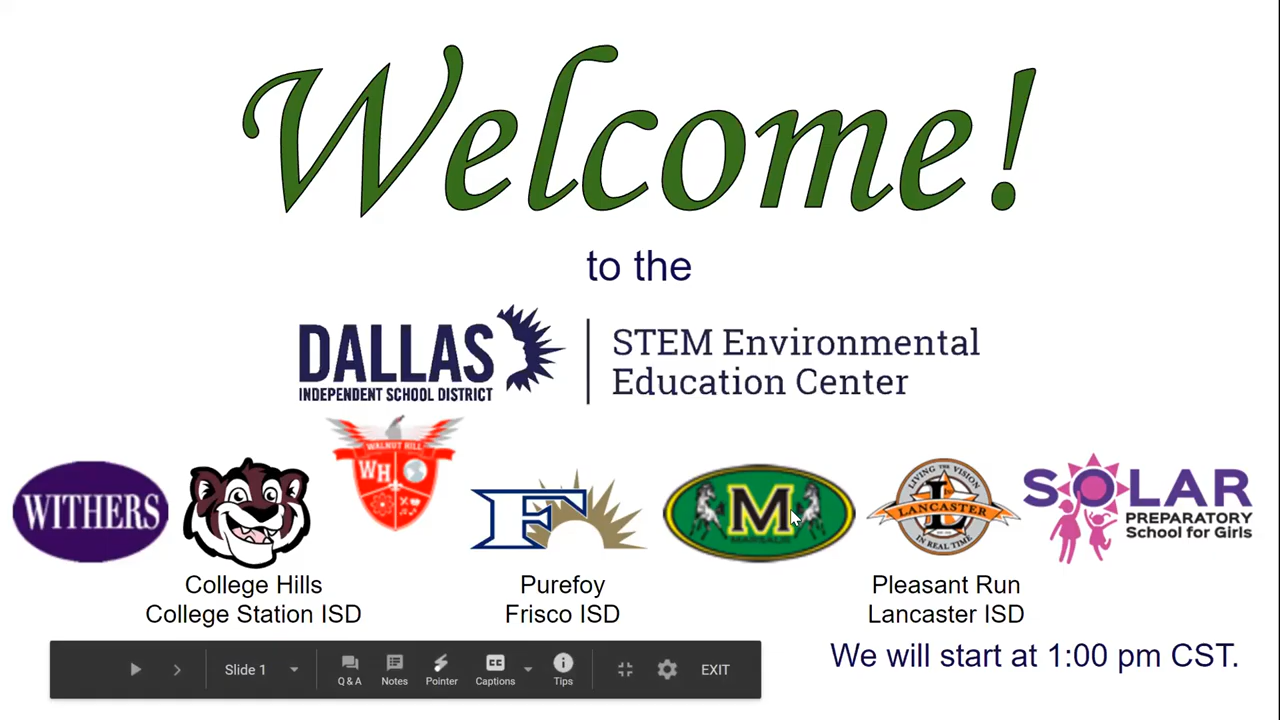 Welcome!
to the
DALLAS
INDEPENDENT SCHOOL DISTRICT
STEM Environmental
Education Center
WITHERS
WALNUT HILL
WH
F
M
MARSALIS
LIVING THE VISION
L
LANCASTER
IN REAL TIME
SOLAR
PREPARATORY
School for Girls
College Hills
College Station ISD
Purefoy
Frisco ISD
Pleasant Run
Lancaster ISD
We will start at 1:00 pm CST.
Slide 1
Q & A
Notes
Pointer
CC
Captions
Tips
EXIT